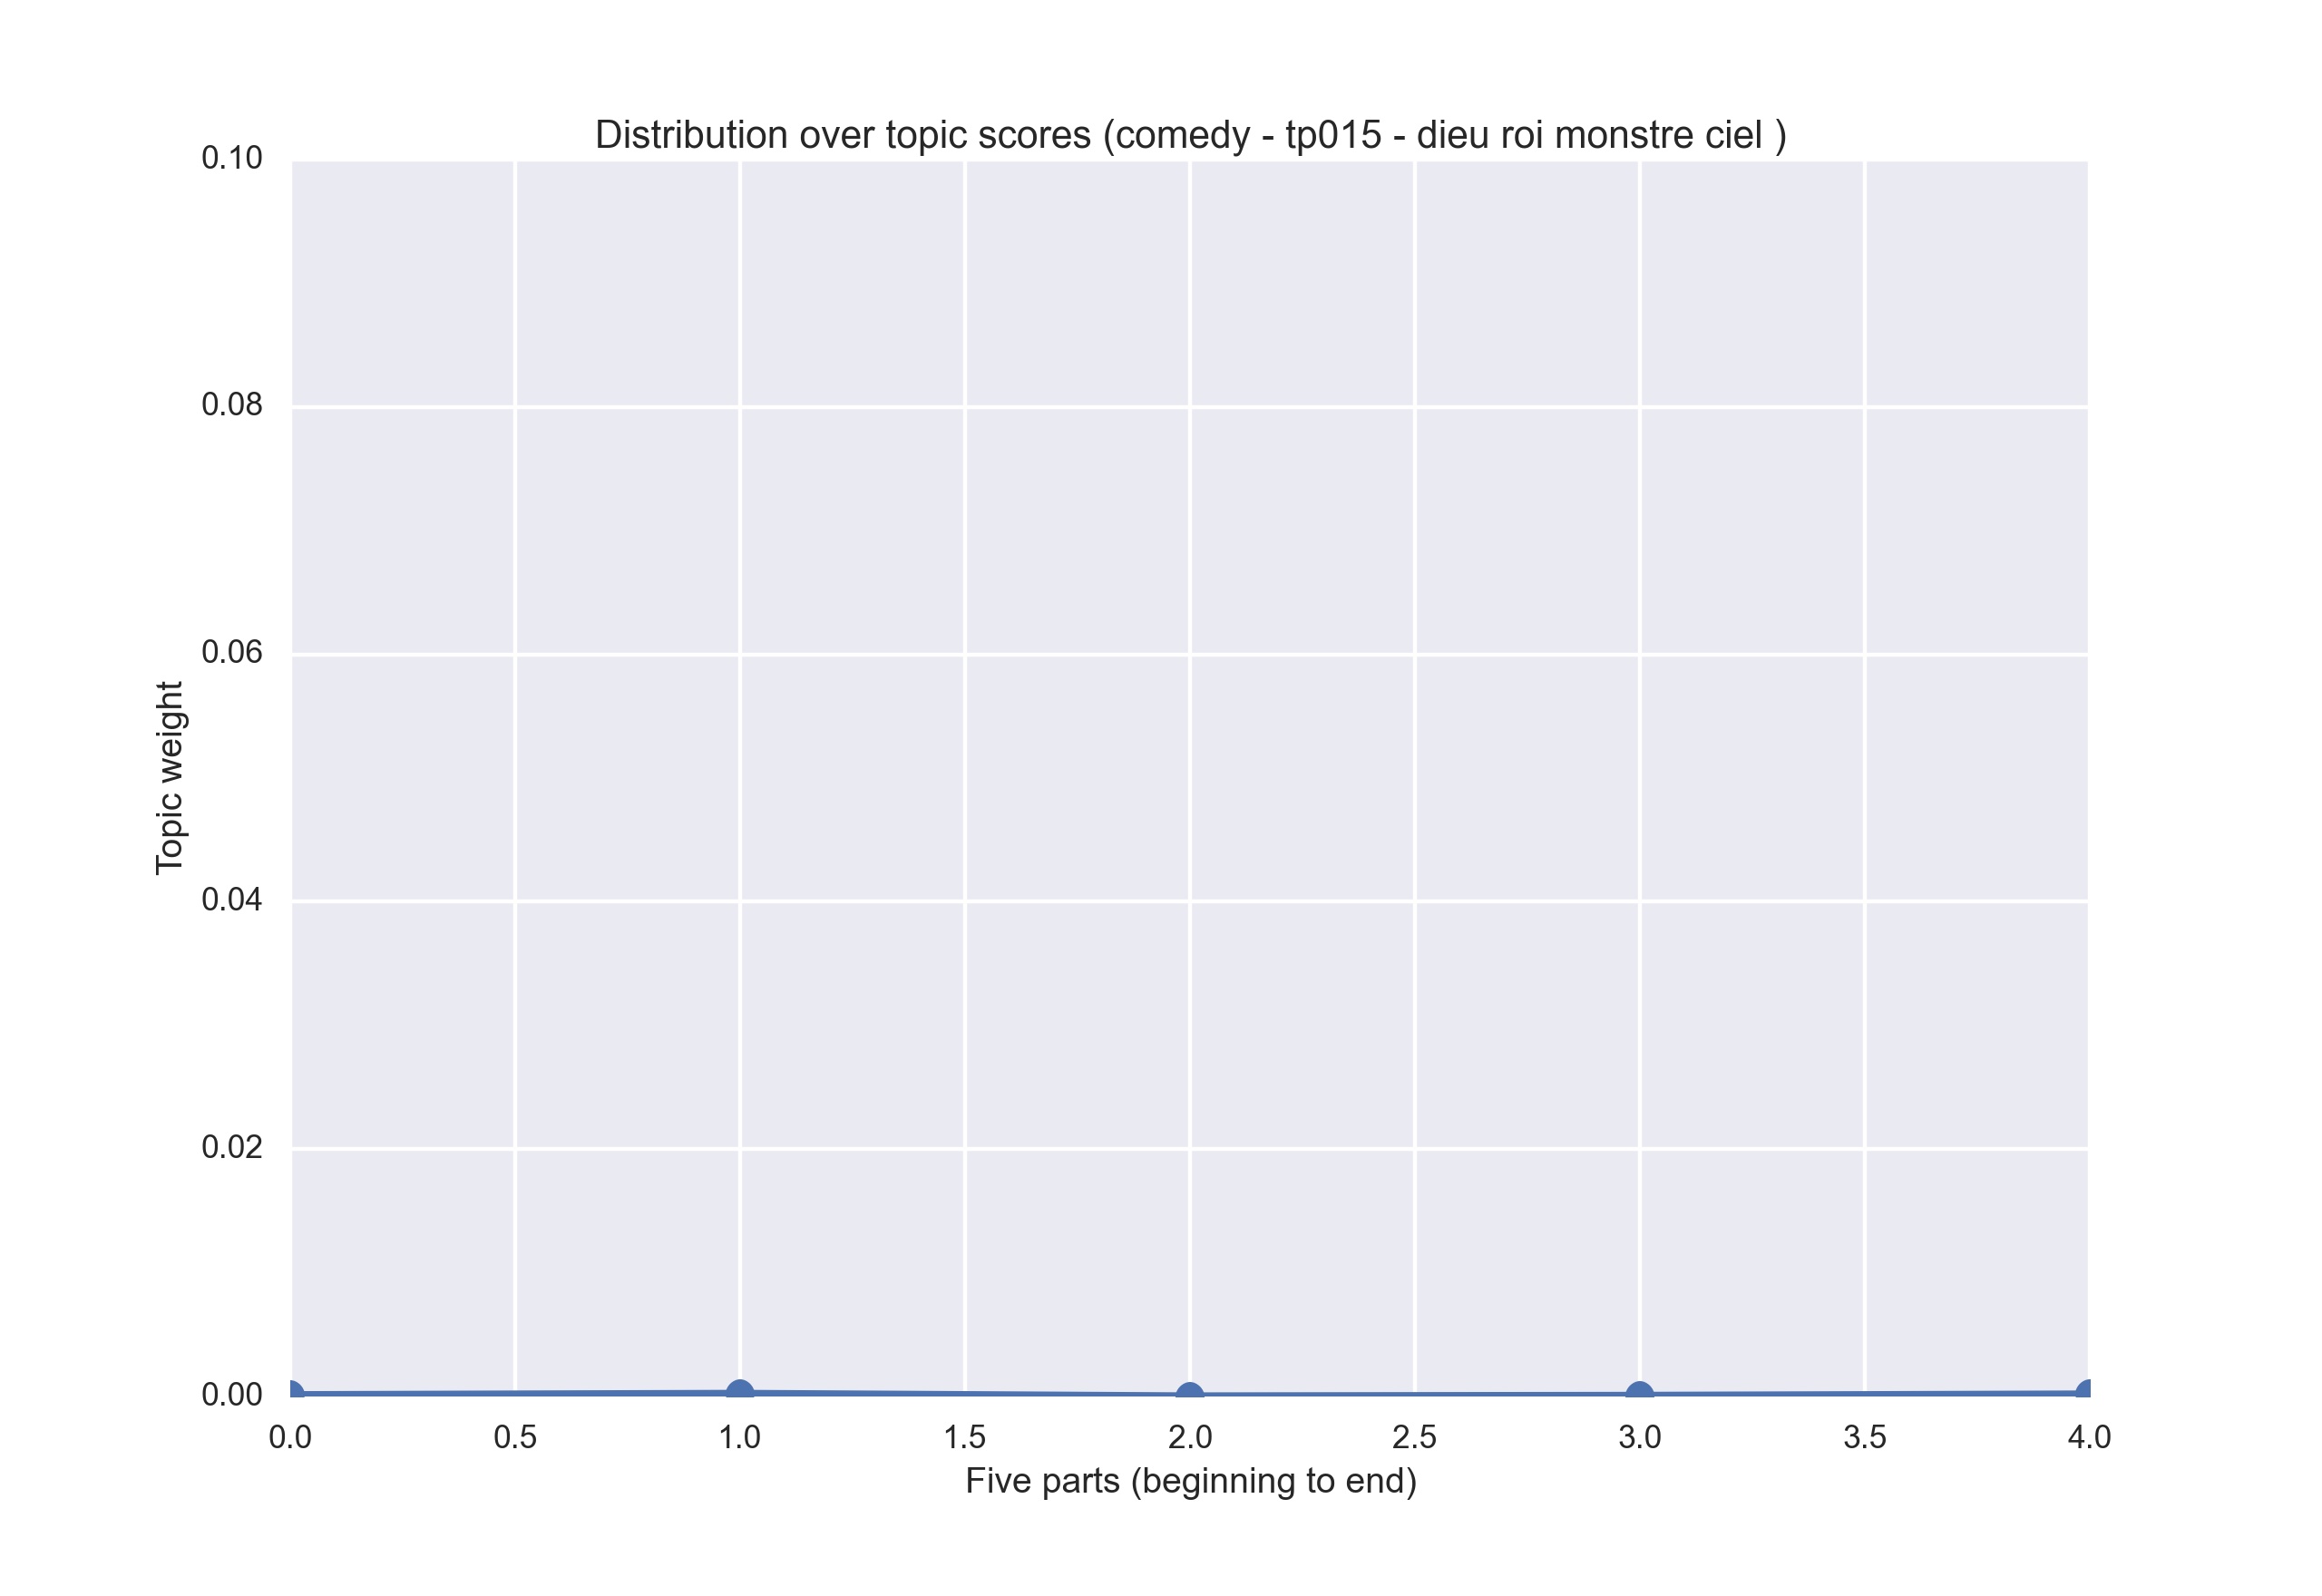 Distribution over topic scores (comedy - tp015 - dieu roi monstre ciel )
0.10
0.08
0.06
0.04
0.02
0.00
Topic weight
0.0 0.5 1.0 1.5 2.0 2.5 3.0 3.5 4.0
Five parts (beginning to end)